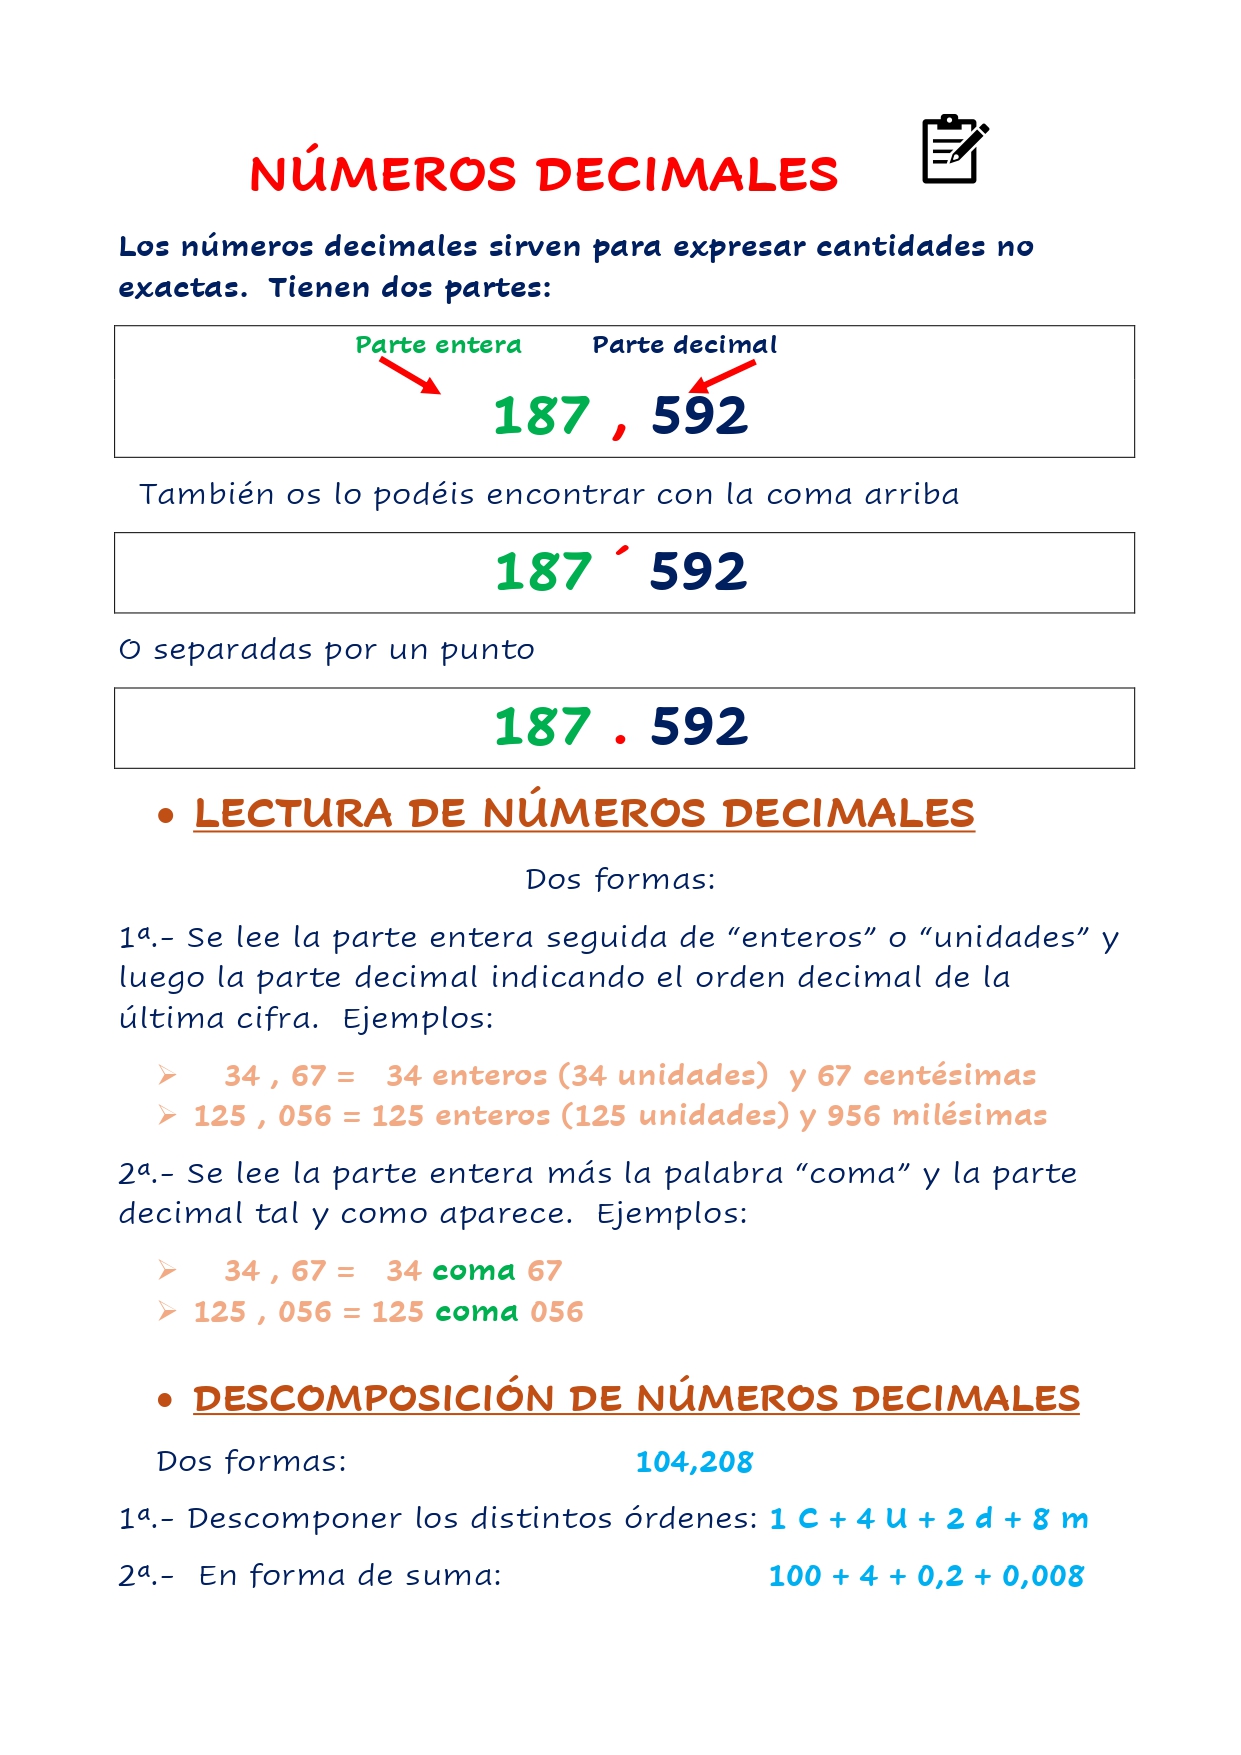 NÚMEROS DECIMALES
Los números decimales sirven para expresar cantidades no
exactas. Tienen dos partes:
Parte entera Parte decimal
187 , 592
También os lo podéis encontrar con la coma arriba
187 ´ 592
O separadas por un punto
187 . 592
• LECTURA DE NÚMEROS DECIMALES
Dos formas:
1ª.- Se lee la parte entera seguida de “enteros” o “unidades” y
luego la parte decimal indicando el orden decimal de la
última cifra. Ejemplos:
➢ 34 , 67 = 34 enteros (34 unidades) y 67 centésimas
➢ 125 , 056 = 125 enteros (125 unidades) y 956 milésimas
2ª.- Se lee la parte entera más la palabra “coma” y la parte
decimal tal y como aparece. Ejemplos:
➢ 34 , 67 = 34 coma 67
➢ 125 , 056 = 125 coma 056
• DESCOMPOSICIÓN DE NÚMEROS DECIMALES
Dos formas: 104,208
1ª.- Descomponer los distintos órdenes: 1 C + 4 U + 2 d + 8 m
2ª.- En forma de suma: 100 + 4 + 0,2 + 0,008